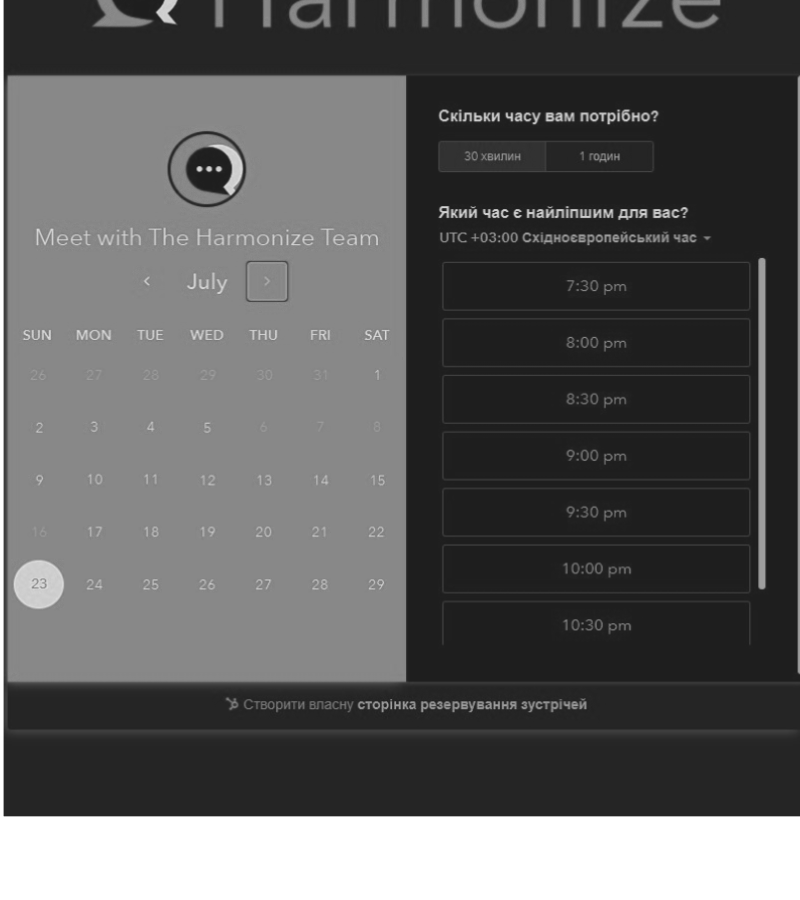 Harmonize
Meet with The Harmonize Team
July
SUN MON TUE WED THU FRI SAT
26 27 28 29 30 31 1
2 3 4 5 6 7 8
9 10 11 12 13 14 15
16 17 18 19 20 21 22
23 24 25 26 27 28 29
Скільки часу вам потрібно?
30 хвилин 1 годин
Який час є найліпшим для вас?
UTC +03:00 Східноєвропейський час
7:30 pm
8:00 pm
8:30 pm
9:00 pm
9:30 pm
10:00 pm
10:30 pm
Створити власну сторінка резервування зустрічей